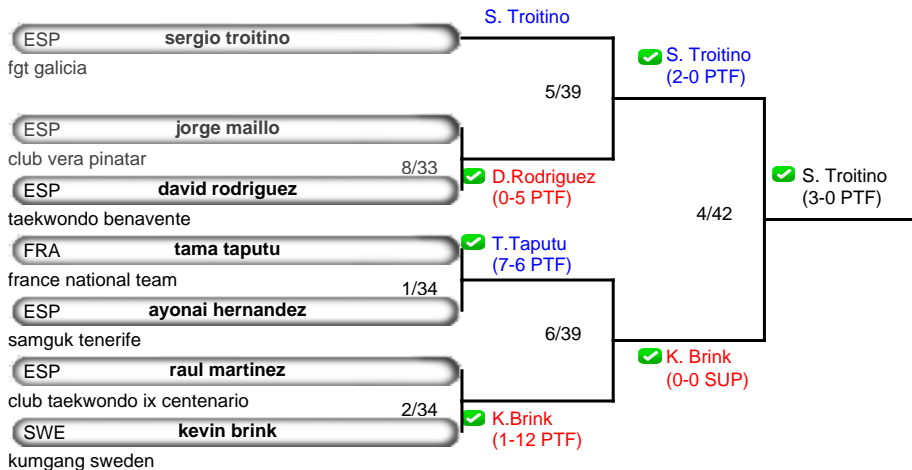 S. Troitino
ESP sergio troitino
fgt galicia
S. Troitino
(2-0 PTF)
5/39
ESP jorge maillo
club vera pinatar
8/33
ESP david rodriguez
taekwondo benavente
D.Rodriguez
(0-5 PTF)
S. Troitino
(3-0 PTF)
4/42
FRA tama taputu
france national team
T.Taputu
(7-6 PTF)
1/34
ESP ayonai hernandez
samguk tenerife
6/39
K. Brink
(0-0 SUP)
ESP raul martinez
club taekwondo ix centenario
2/34
SWE kevin brink
kumgang sweden
K.Brink
(1-12 PTF)